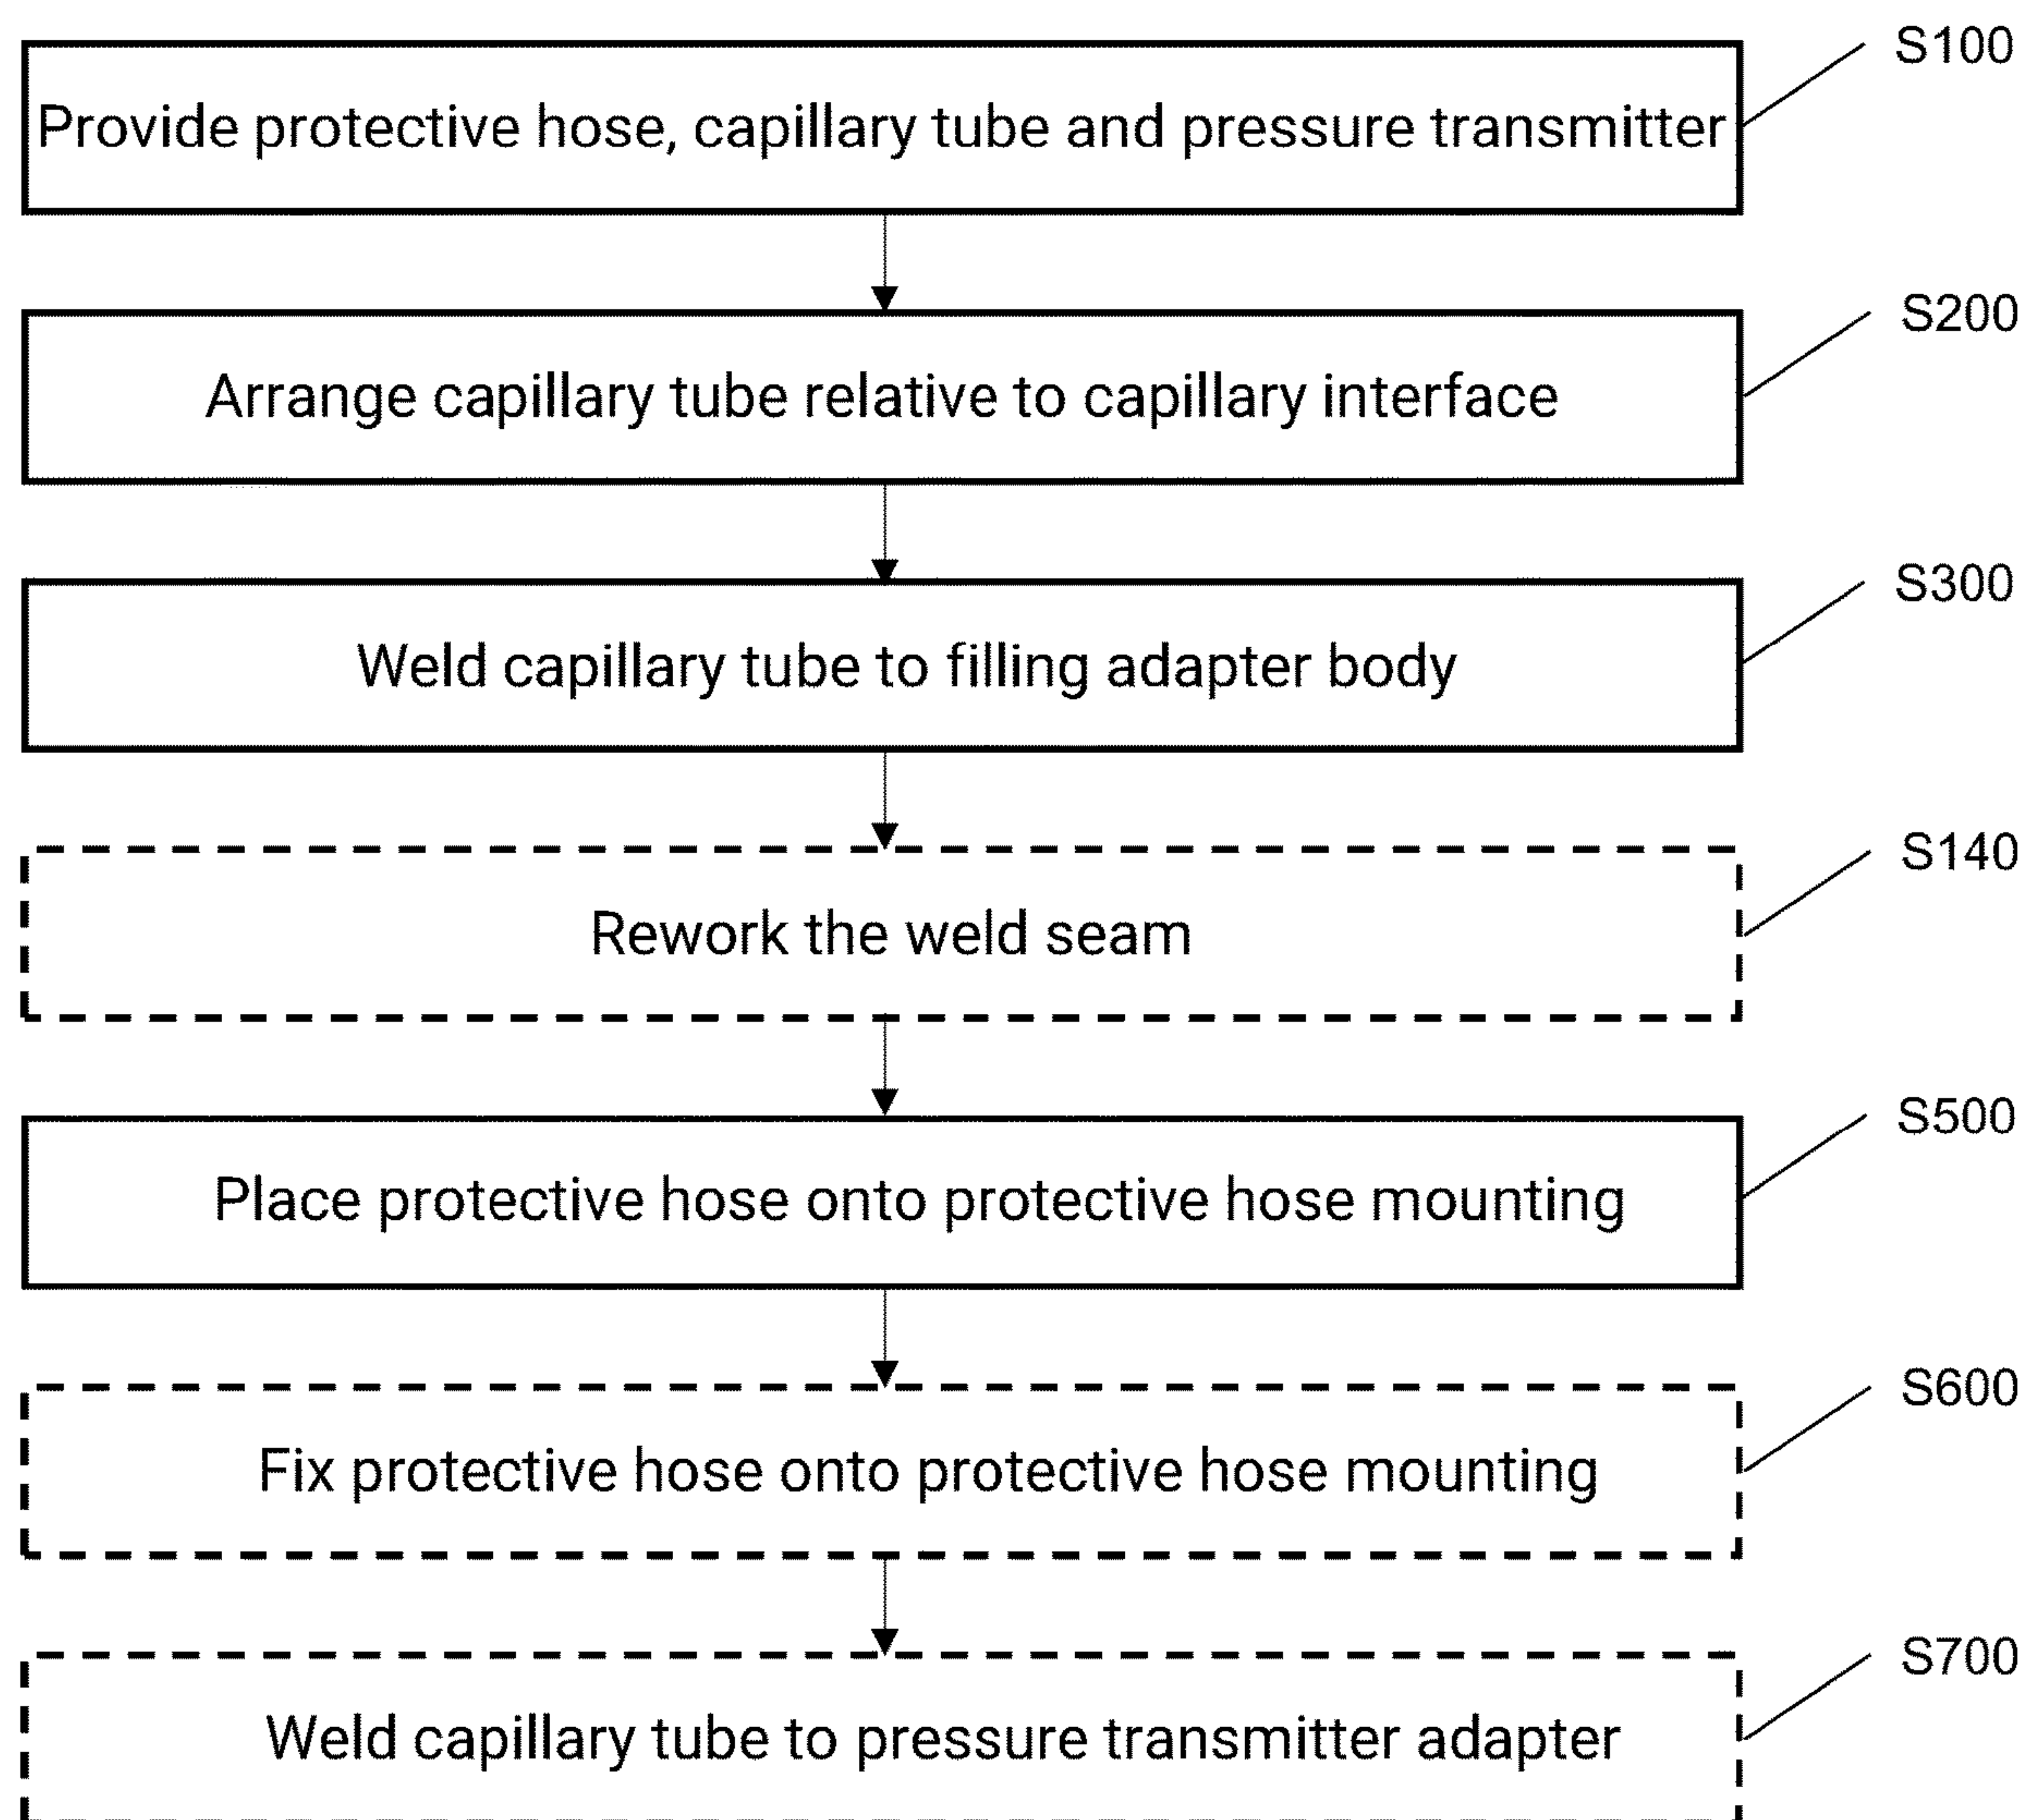 S100
Provide protective hose, capillary tube and pressure transmitter
S200
Arrange capillary tube relative to capillary interface
S300
Weld capillary tube to filling adapter body
S140
Rework the weld seam
S500
Place protective hose onto protective hose mounting
S600
Fix protective hose onto protective hose mounting
S700
Weld capillary tube to pressure transmitter adapter